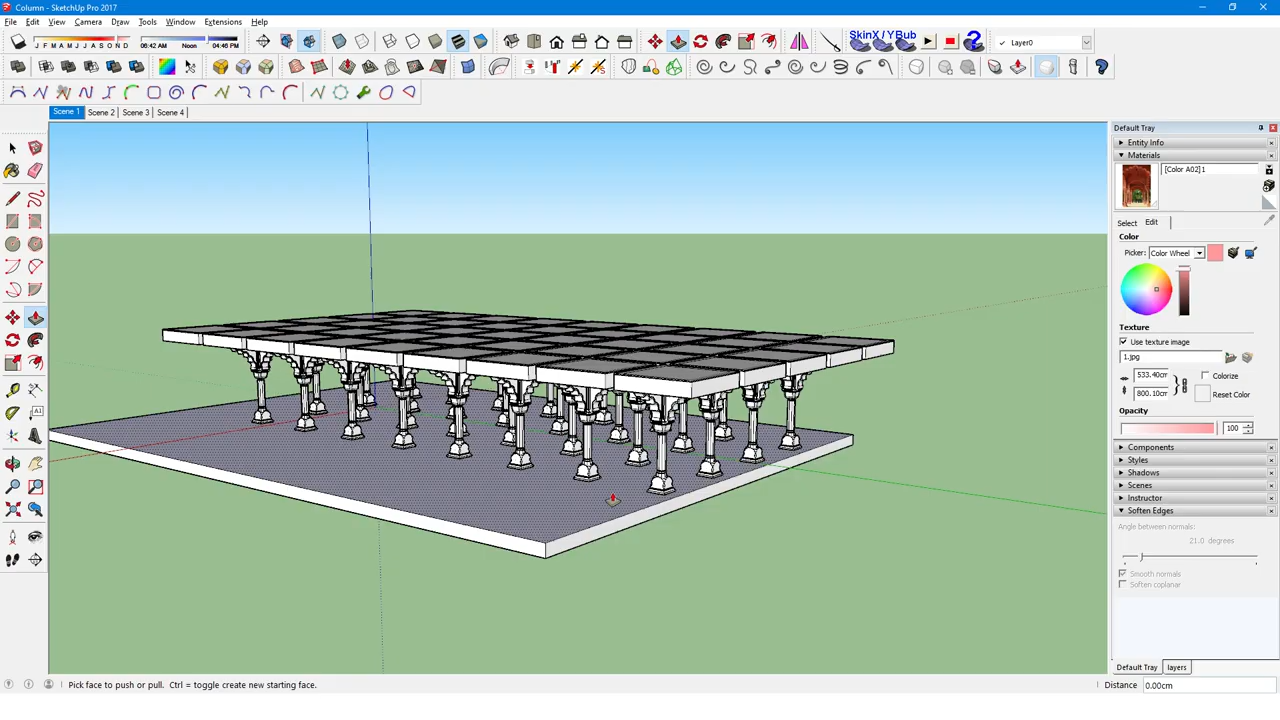 Column - SketchUp Pro 2017
File Edit View Camera Draw Tools Window Extensions Help
J F M A M J J A S O N D
06:42 AM Noon 04:46 PM
SkinX / YBub
Layer0
Scene 1 Scene 2 Scene 3 Scene 4
Default Tray
Entity Info
Materials
[Color A02]1
Select Edit
Color
Picker: Color Wheel
Texture
Use texture image
1.jpg
533.40cm Colorize
800.10cm Reset Color
Opacity
100
Components
Styles
Shadows
Scenes
Instructor
Soften Edges
Angle between normals:
21.0 degrees
Smooth normals
Soften coplanar
Default Tray layers
Pick face to push or pull. Ctrl = toggle create new starting face.
Distance 0.00cm